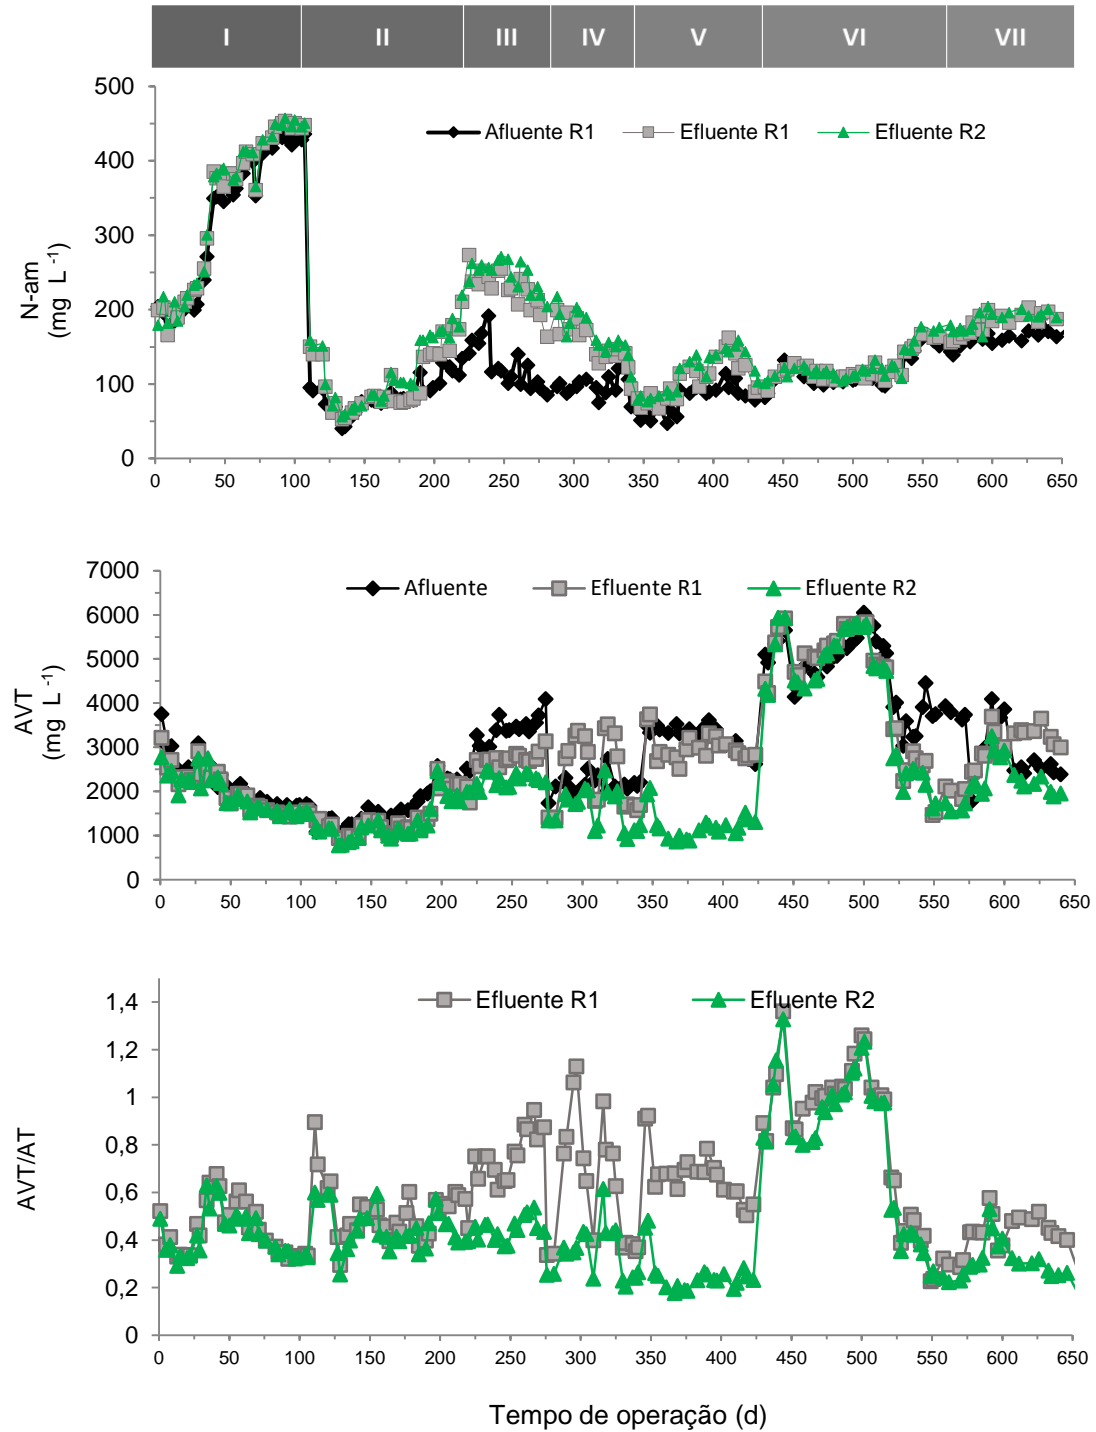 I II III IV V VI VII
500
400
300
200
100
0
N-am
(mg L⁻¹)
Afluente R1 Efluente R1 Efluente R2
0 50 100 150 200 250 300 350 400 450 500 550 600 650
7000
6000
5000
4000
3000
2000
1000
0
AVT
(mg L⁻¹)
Afluente Efluente R1 Efluente R2
0 50 100 150 200 250 300 350 400 450 500 550 600 650
1,4
1,2
1
0,8
0,6
0,4
0,2
0
AVT/AT
Efluente R1 Efluente R2
0 50 100 150 200 250 300 350 400 450 500 550 600 650
Tempo de operação (d)